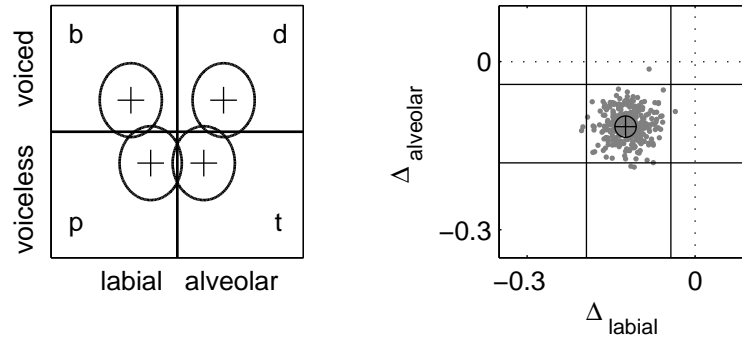 b d
p t
voiced
voiceless
labial alveolar
0
−0.3
−0.3 0
Δ alveolar
Δ labial